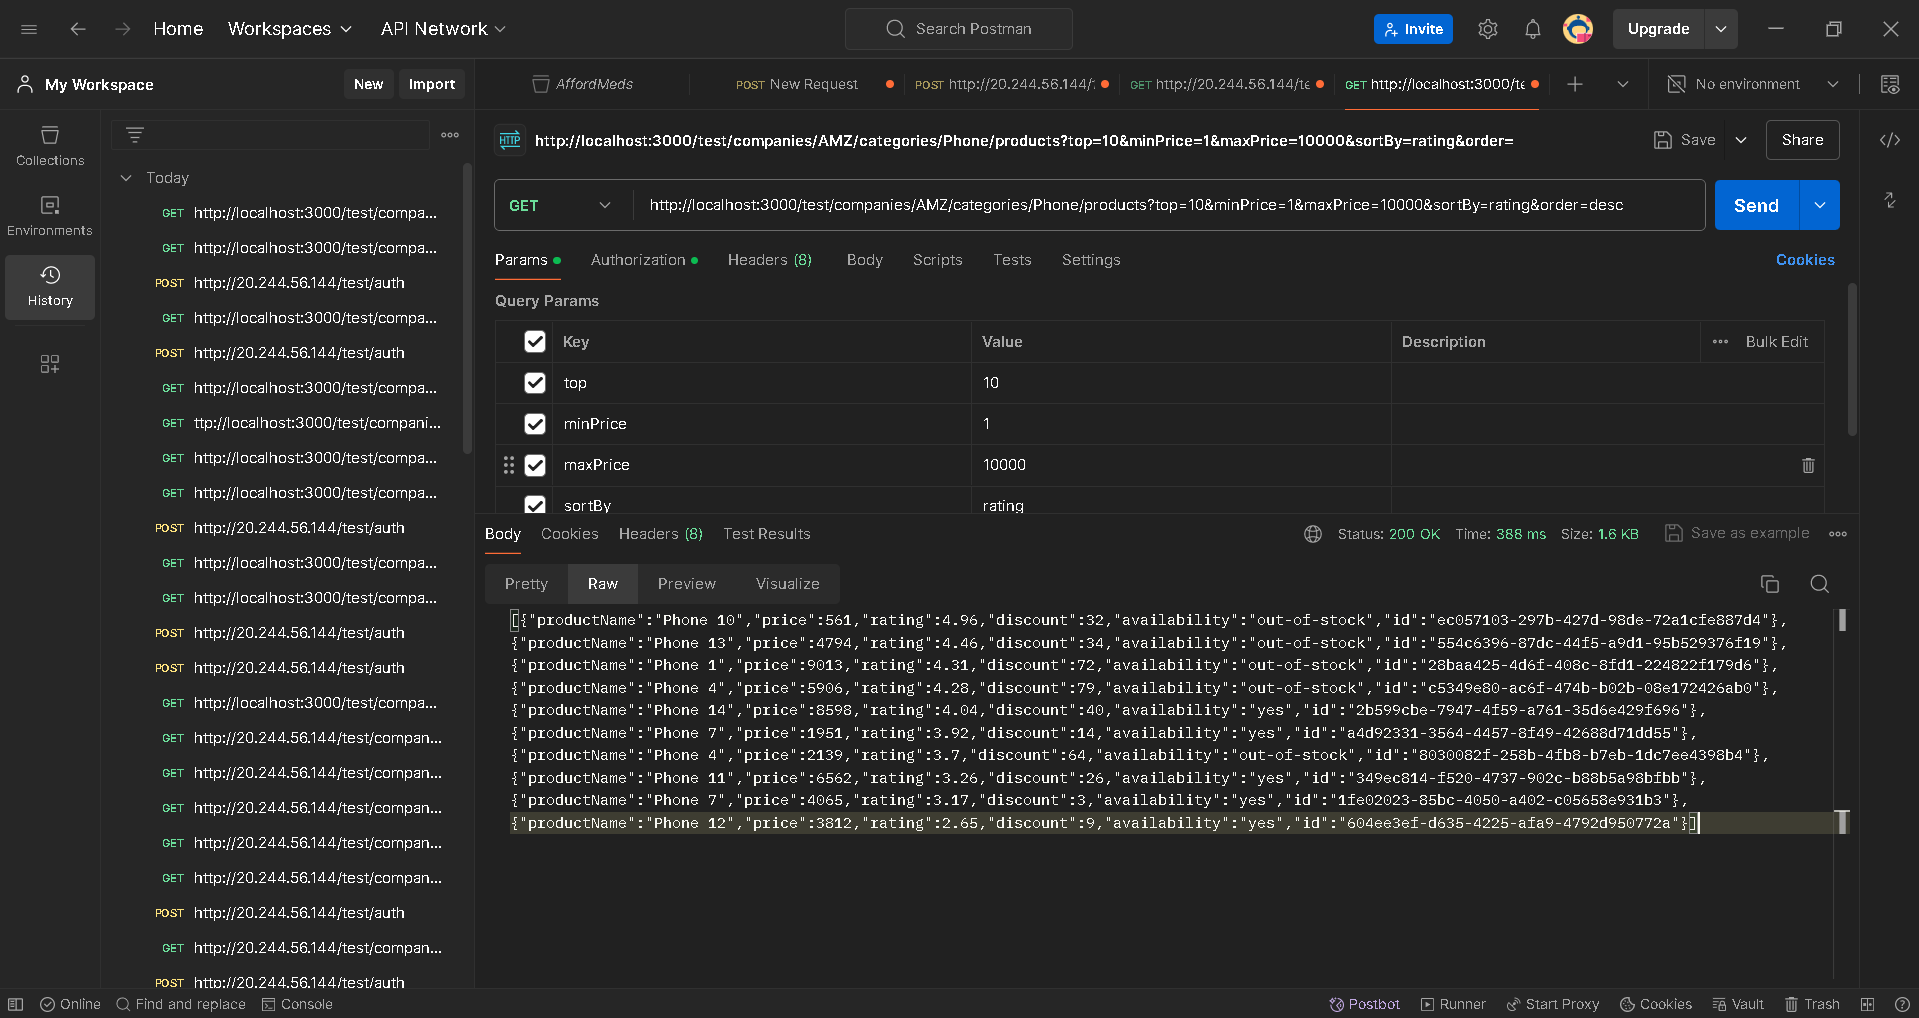 Home Workspaces API Network Search Postman Invite Upgrade
My Workspace New Import AffordMeds POST New Request POST http://20.244.56.144/t GET http://20.244.56.144/te GET http://localhost:3000/te No environment
Collections
Environments
History
Today
GET http://localhost:3000/test/compa...
GET http://localhost:3000/test/compa...
POST http://20.244.56.144/test/auth
GET http://localhost:3000/test/compa...
POST http://20.244.56.144/test/auth
GET http://localhost:3000/test/compa...
GET ttp://localhost:3000/test/compani...
GET http://localhost:3000/test/compa...
GET http://localhost:3000/test/compa...
POST http://20.244.56.144/test/auth
GET http://localhost:3000/test/compa...
GET http://localhost:3000/test/compa...
POST http://20.244.56.144/test/auth
POST http://20.244.56.144/test/auth
GET http://localhost:3000/test/compa...
GET http://20.244.56.144/test/compan...
GET http://20.244.56.144/test/compan...
GET http://20.244.56.144/test/compan...
GET http://20.244.56.144/test/compan...
GET http://20.244.56.144/test/compan...
POST http://20.244.56.144/test/auth
GET http://20.244.56.144/test/compan...
POST http://20.244.56.144/test/auth
HTTP http://localhost:3000/test/companies/AMZ/categories/Phone/products?top=10&minPrice=1&maxPrice=10000&sortBy=rating&order= Save Share
GET http://localhost:3000/test/companies/AMZ/categories/Phone/products?top=10&minPrice=1&maxPrice=10000&sortBy=rating&order=desc Send
Params Authorization Headers (8) Body Scripts Tests Settings Cookies
Query Params
Key Value Description Bulk Edit
top 10
minPrice 1
maxPrice 10000
sortBy rating
Body Cookies Headers (8) Test Results Status: 200 OK Time: 388 ms Size: 1.6 KB Save as example
Pretty Raw Preview Visualize
[{"productName":"Phone 10","price":561,"rating":4.96,"discount":32,"availability":"out-of-stock","id":"ec057103-297b-427d-98de-72a1cfe887d4"},
{"productName":"Phone 13","price":4794,"rating":4.46,"discount":34,"availability":"out-of-stock","id":"554c6396-87dc-44f5-a9d1-95b529376f19"},
{"productName":"Phone 1","price":9013,"rating":4.31,"discount":72,"availability":"out-of-stock","id":"28baa425-4d6f-408c-8fd1-224822f179d6"},
{"productName":"Phone 4","price":5906,"rating":4.28,"discount":79,"availability":"out-of-stock","id":"c5349e80-ac6f-474b-b02b-08e172426ab0"},
{"productName":"Phone 14","price":8598,"rating":4.04,"discount":40,"availability":"yes","id":"2b599cbe-7947-4f59-a761-35d6e429f696"},
{"productName":"Phone 7","price":1951,"rating":3.92,"discount":14,"availability":"yes","id":"a4d92331-3564-4457-8f49-42688d71dd55"},
{"productName":"Phone 4","price":2139,"rating":3.7,"discount":64,"availability":"out-of-stock","id":"8030082f-258b-4fb8-b7eb-1dc7ee4398b4"},
{"productName":"Phone 11","price":6562,"rating":3.26,"discount":26,"availability":"yes","id":"349ec814-f520-4737-902c-b88b5a98bfbb"},
{"productName":"Phone 7","price":4065,"rating":3.17,"discount":3,"availability":"yes","id":"1fe02023-85bc-4050-a402-c05658e931b3"},
{"productName":"Phone 12","price":3812,"rating":2.65,"discount":9,"availability":"yes","id":"604ee3ef-d635-4225-afa9-4792d950772a"}]
Online Find and replace Console Postbot Runner Start Proxy Cookies Vault Trash